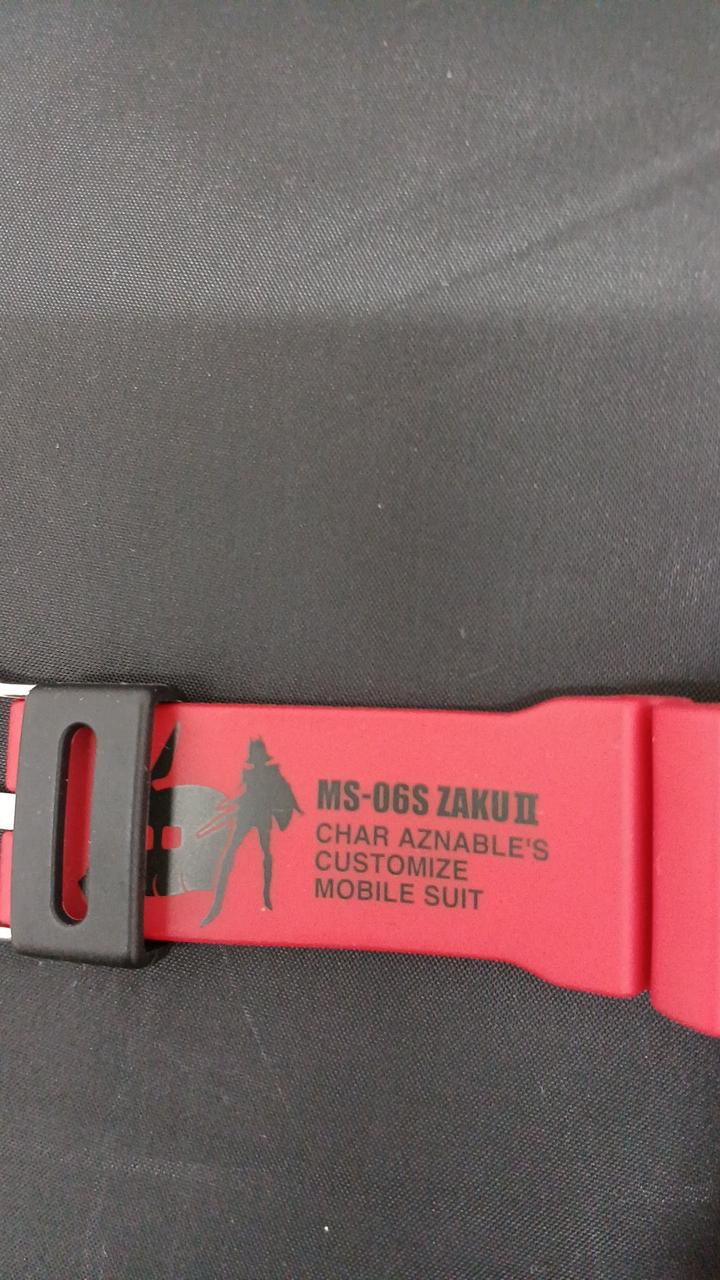 MS-06S ZAKU II
CHAR AZNABLE'S
CUSTOMIZE
MOBILE SUIT